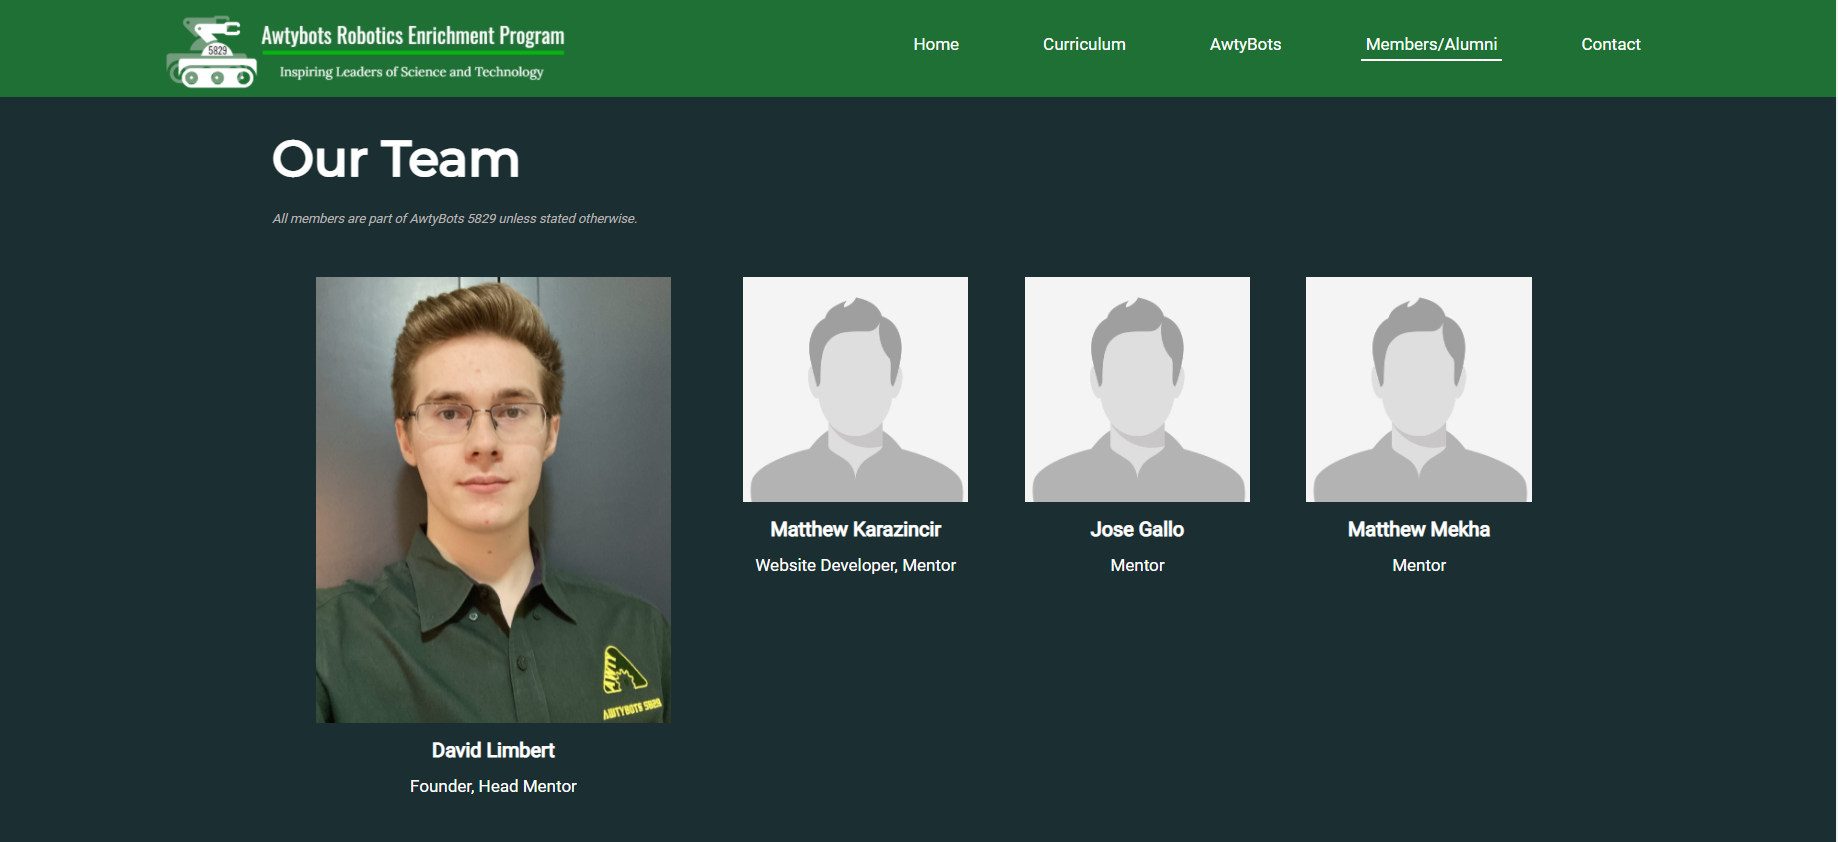 5829
Awtybots Robotics Enrichment Program
Inspiring Leaders of Science and Technology
Home
Curriculum
AwtyBots
Members/Alumni
Contact
Our Team
All members are part of AwtyBots 5829 unless stated otherwise.
AWTYBOTS 5829
David Limbert
Founder, Head Mentor
Matthew Karazincir
Website Developer, Mentor
Jose Gallo
Mentor
Matthew Mekha
Mentor